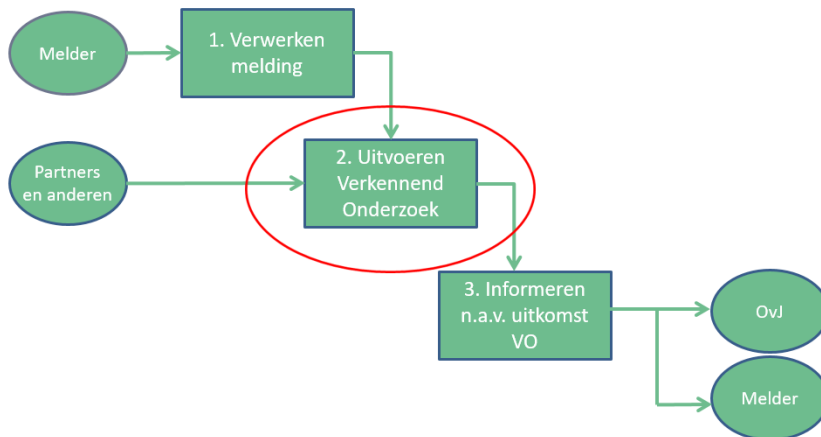 Melder
1. Verwerken
melding
Partners
en anderen
2. Uitvoeren
Verkennend
Onderzoek
3. Informeren
n.a.v. uitkomst
VO
OvJ
Melder